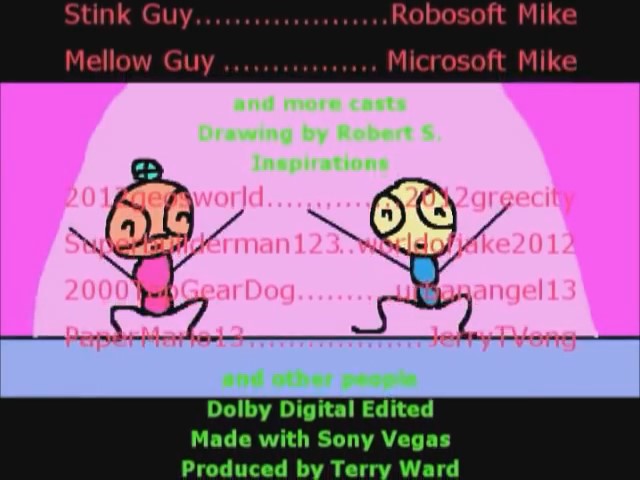 Stink Guy....................Robosoft Mike
Mellow Guy ................ Microsoft Mike
and more casts
Drawing by Robert S.
Inspirations
2012geosworld............. 2012greecity
Superbuilderman123..worldofjake2012
2000TopGearDog......... urbanangel13
PaperMario13..................JerryTVong
and other people
Dolby Digital Edited
Made with Sony Vegas
Produced by Terry Ward